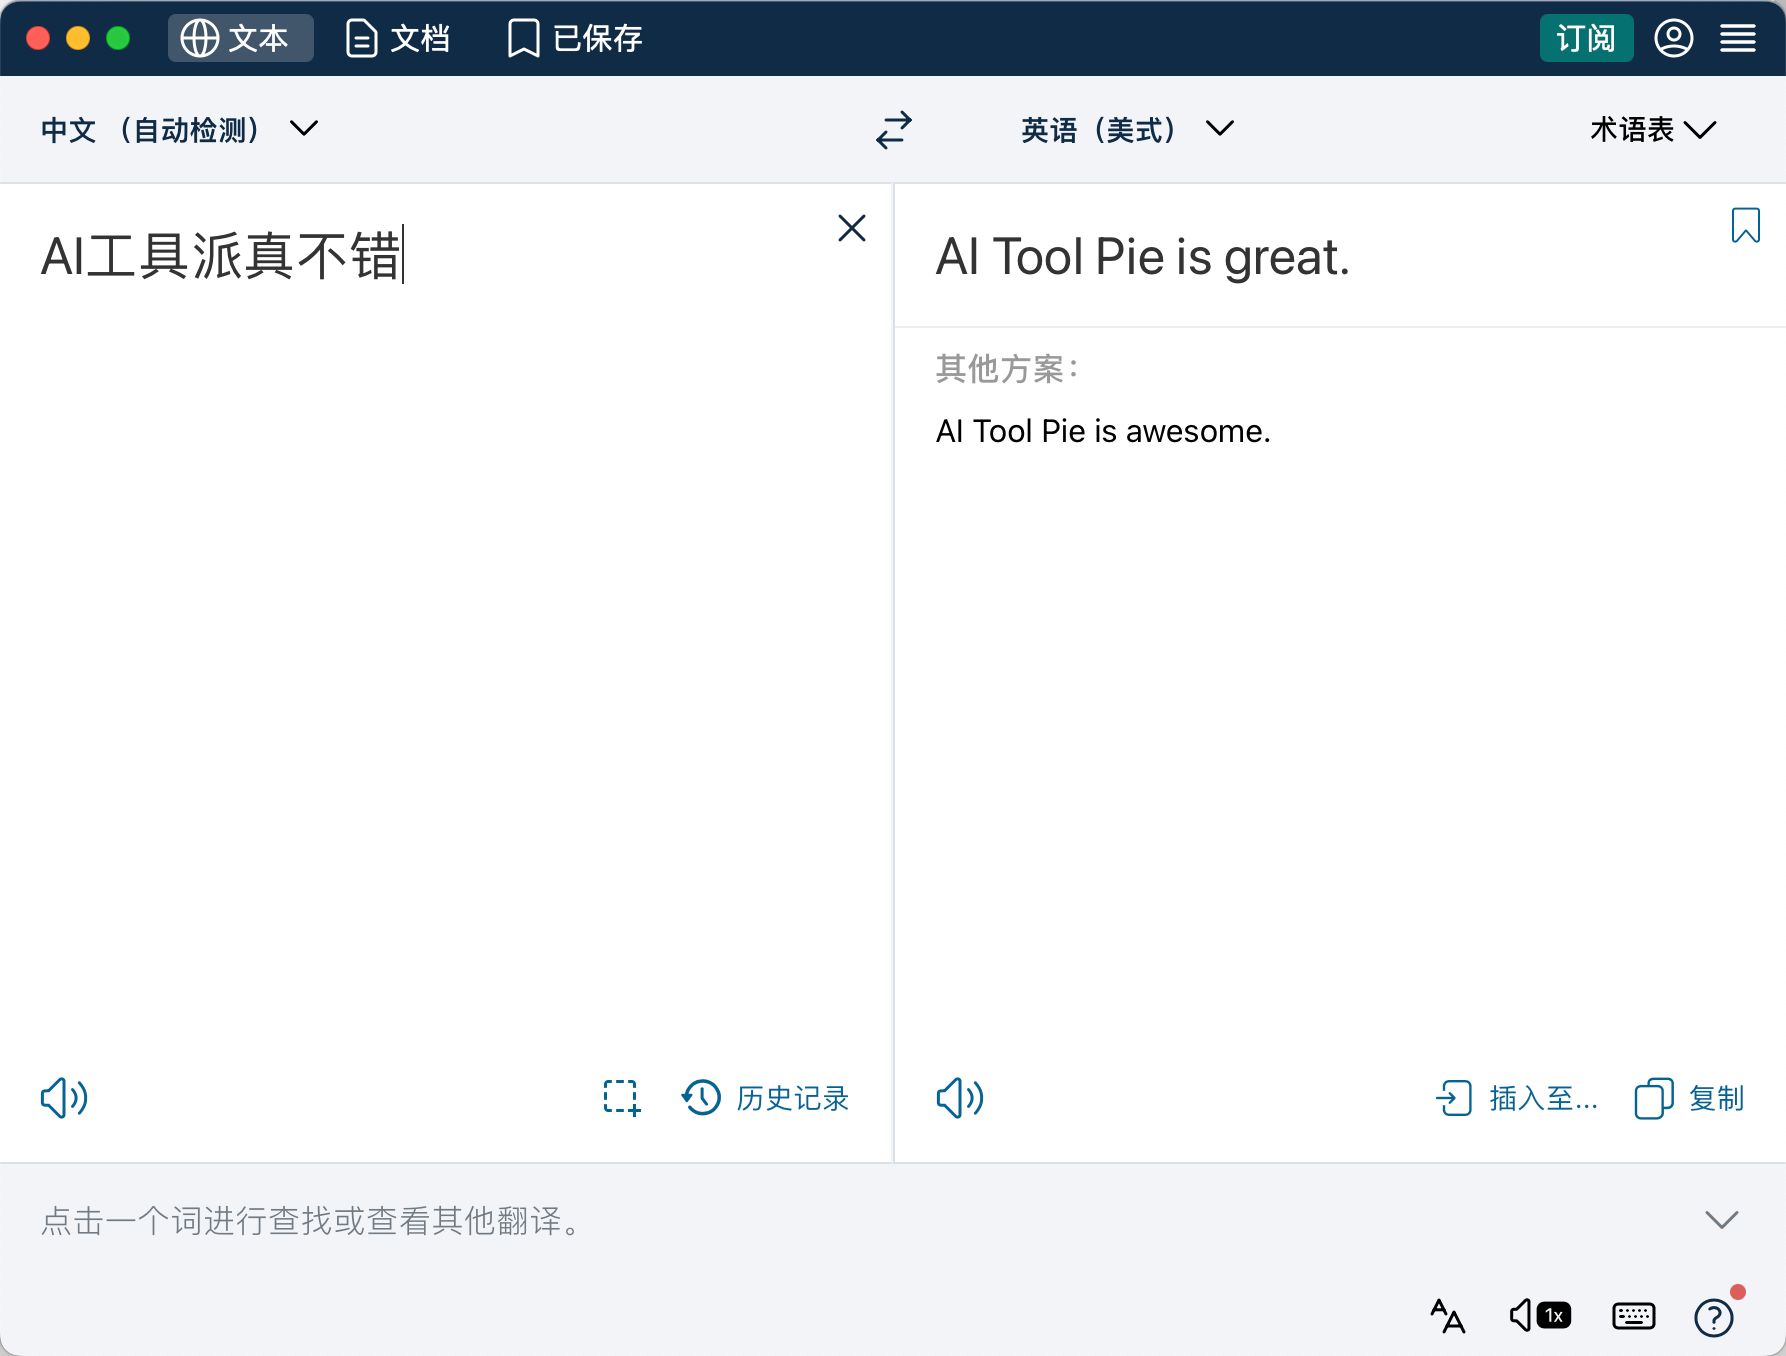 文本 文档 已保存 订阅
中文 （自动检测） 英语（美式） 术语表
AI工具派真不错
AI Tool Pie is great.
其他方案：
AI Tool Pie is awesome.
历史记录 插入至... 复制
点击一个词进行查找或查看其他翻译。
AA 1x ?